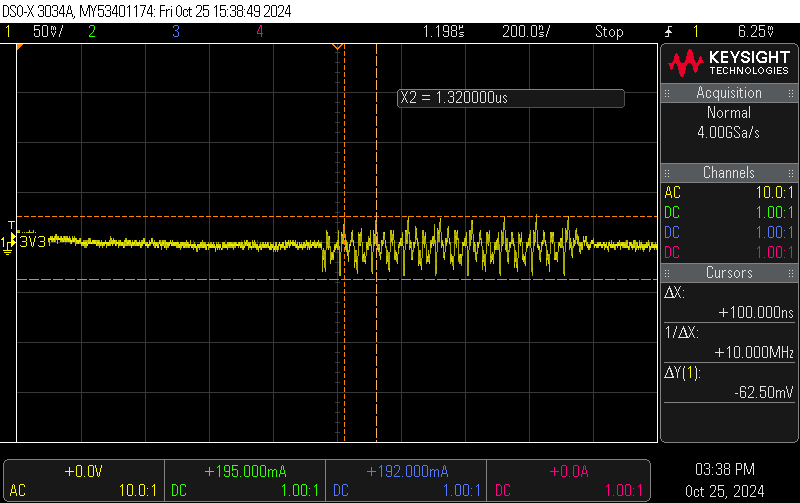 DSO-X 3034A, MY53401174: Fri Oct 25 15:38:49 2024
1 50mV/ 2 3 4 1.198us 200.0ns/ Stop 1 6.25mV
KEYSIGHT
TECHNOLOGIES
X2 = 1.320000us
Acquisition
Normal
4.00GSa/s
Channels
AC 10.0:1
DC 1.00:1
DC 1.00:1
DC 1.00:1
T
1 3V3
Cursors
ΔX:
+100.000ns
1/ΔX:
+10.000MHz
ΔY(1):
-62.50mV
+0.0V +195.000mA +192.000mA +0.0A
AC 10.0:1 DC 1.00:1 DC 1.00:1 DC 1.00:1
03:38 PM
Oct 25, 2024